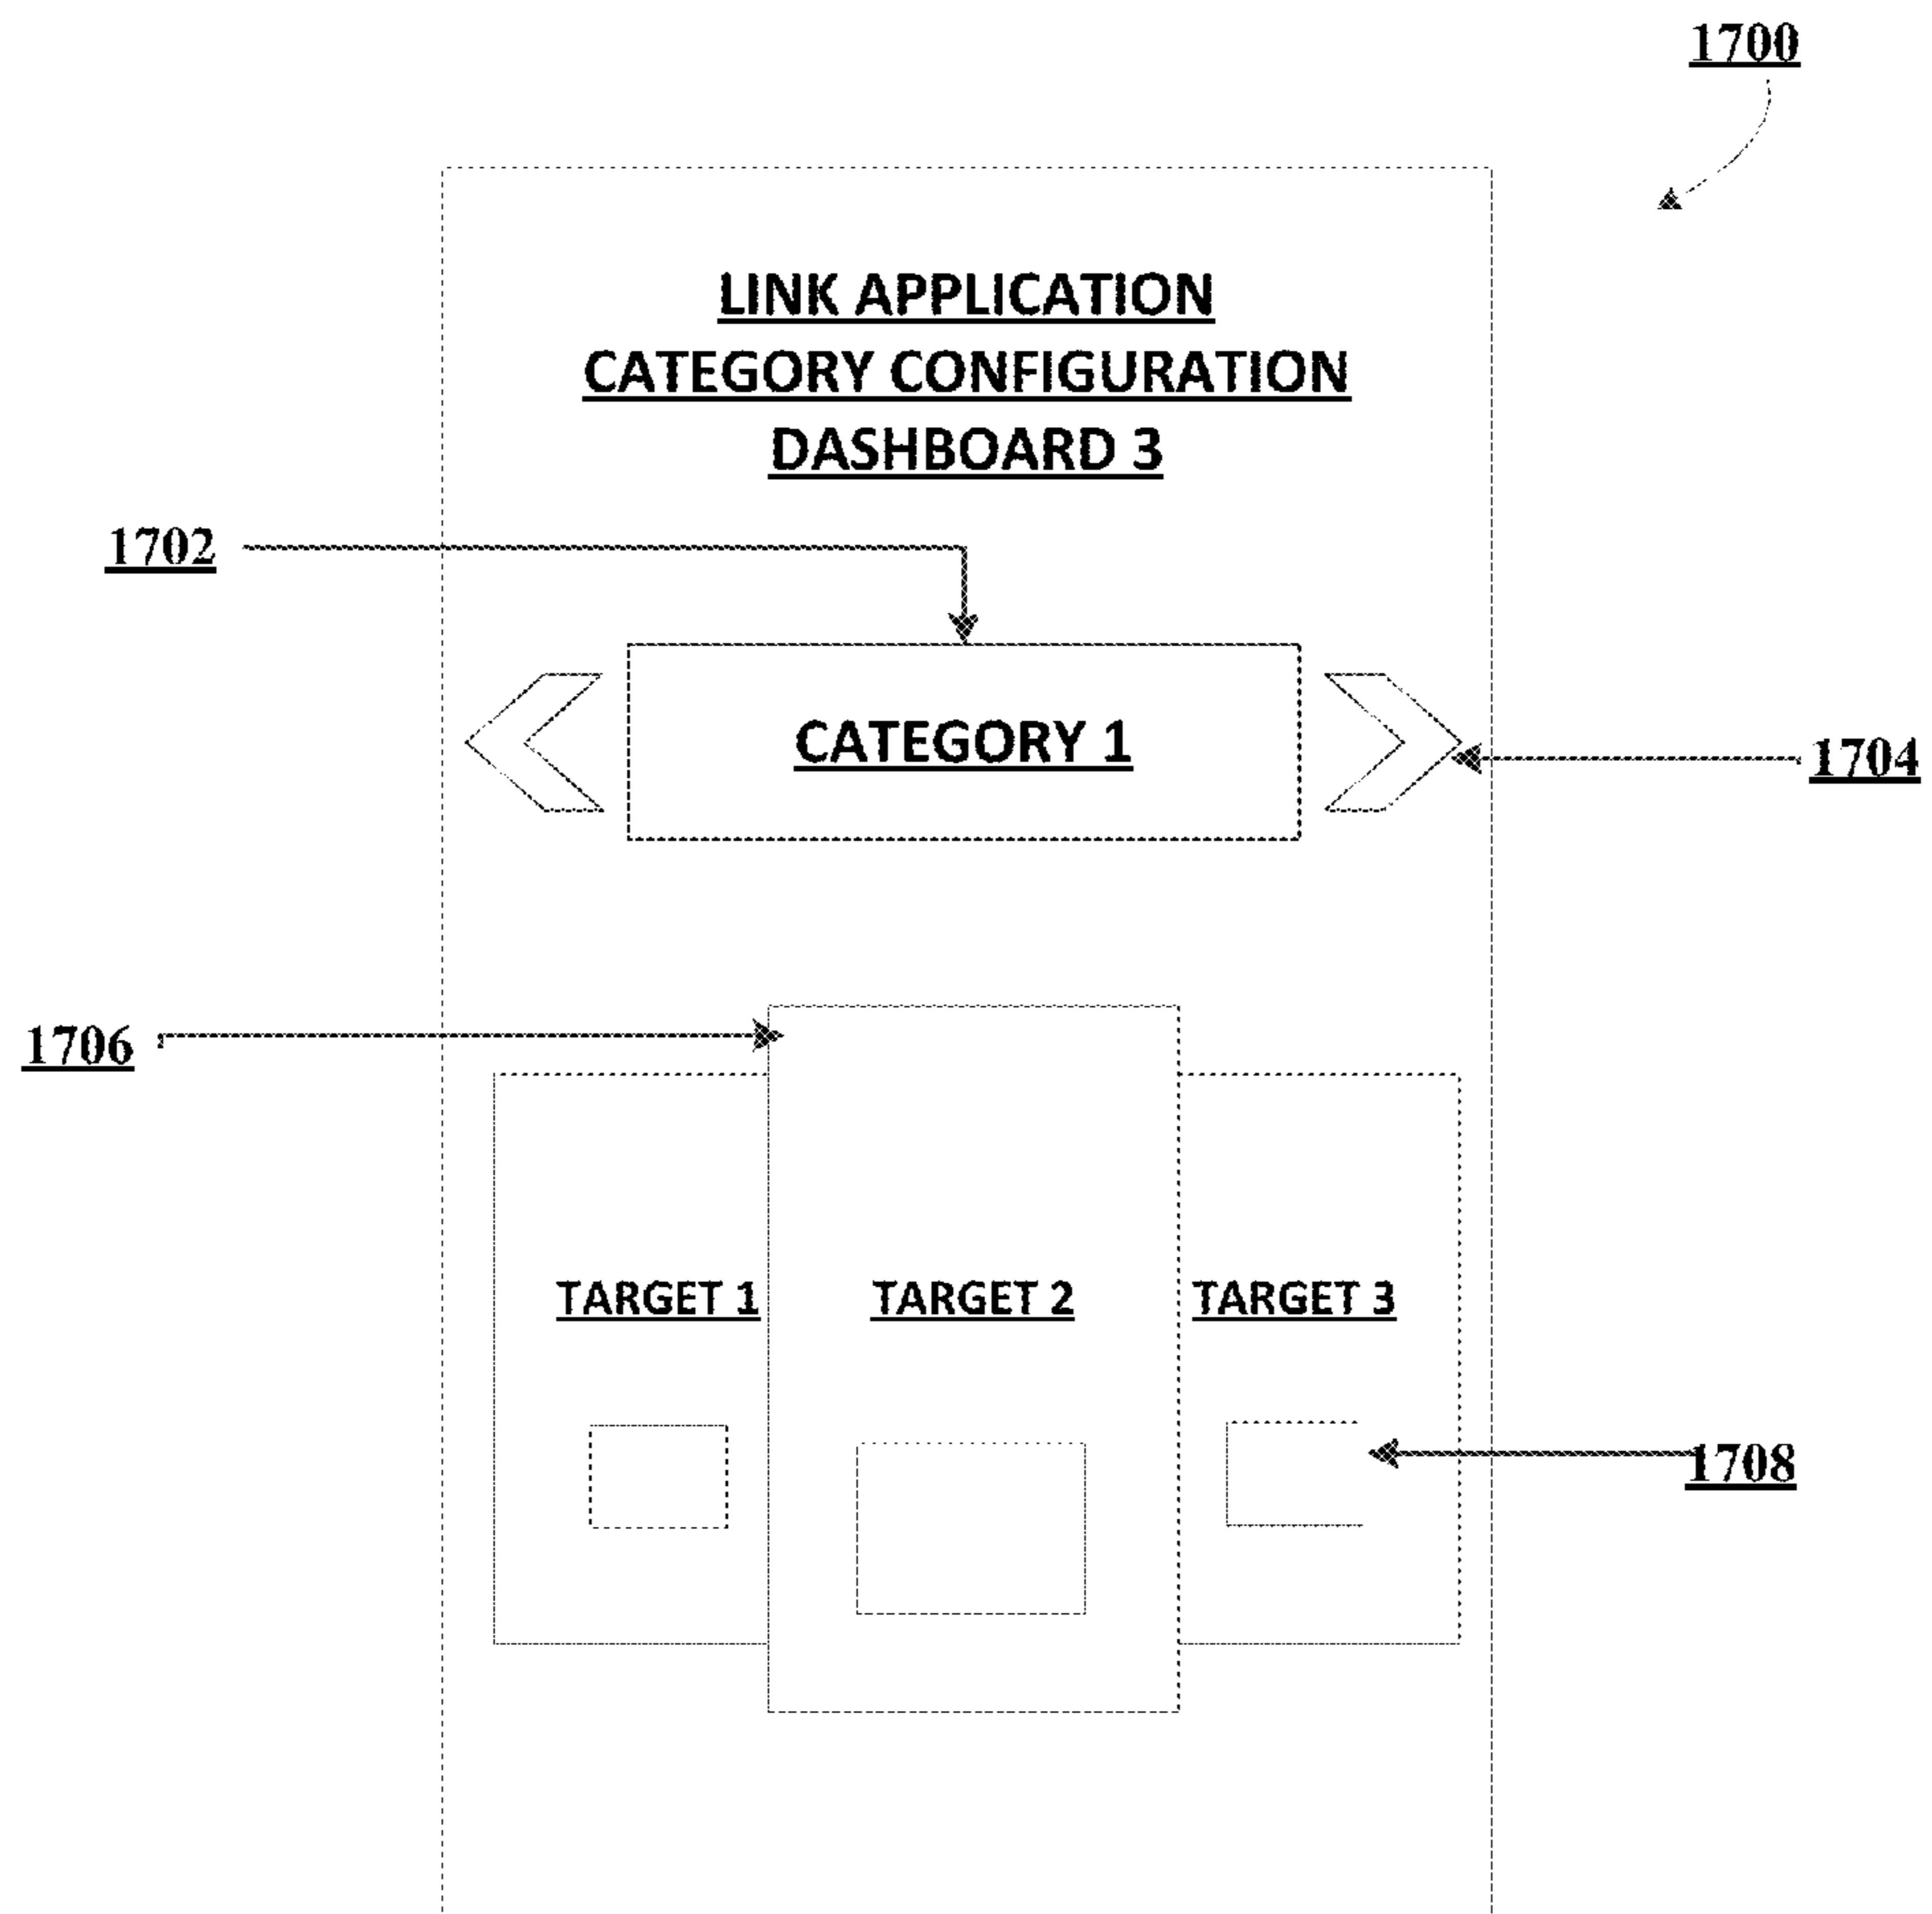 1700
LINK APPLICATION
CATEGORY CONFIGURATION
DASHBOARD 3
1702
CATEGORY 1
1704
1706
TARGET 1
TARGET 2
TARGET 3
1708